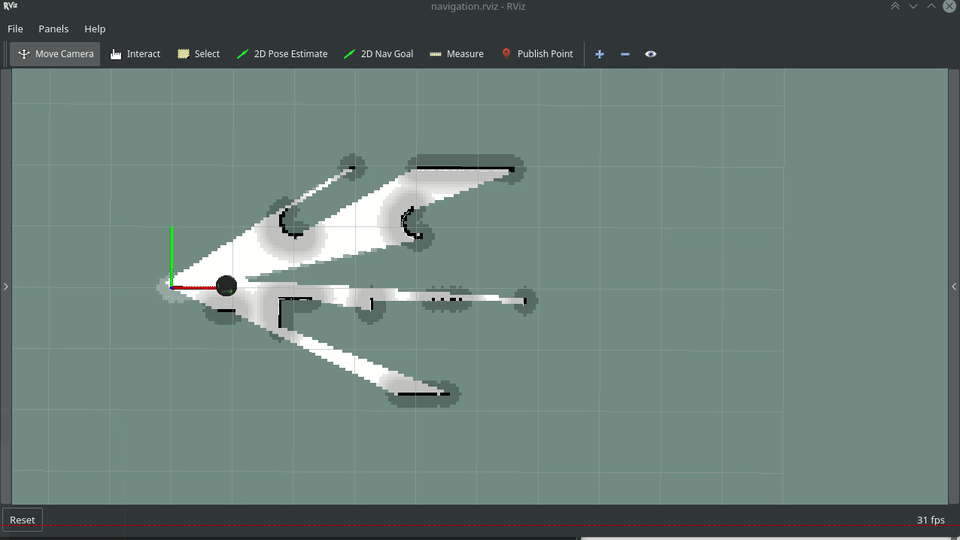 RViz
navigation.rviz - RViz
File Panels Help
Move Camera Interact Select 2D Pose Estimate 2D Nav Goal Measure Publish Point
Reset 31 fps